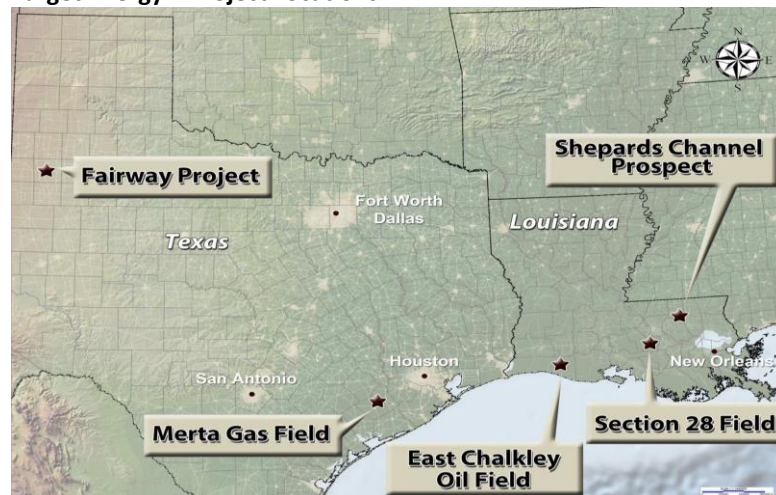 N
W E
S
Shepards Channel
Prospect
Fairway Project
Fort Worth
Dallas
Louisiana
Texas
Houston
New Orleans
San Antonio
Section 28 Field
Merta Gas Field
East Chalkley
Oil Field